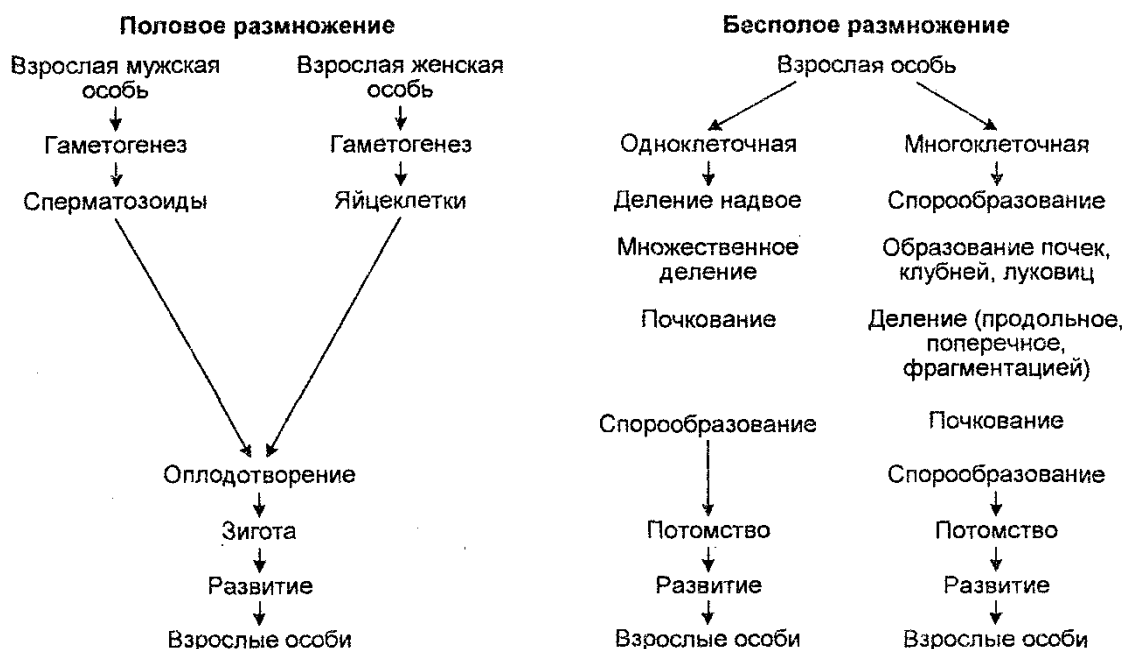 Половое размножение
Взрослая мужская
особь
Взрослая женская
особь
Гаметогенез
Гаметогенез
Сперматозоиды
Яйцеклетки
Оплодотворение
Зигота
Развитие
Взрослые особи
Бесполое размножение
Взрослая особь
Одноклеточная
Деление надвое
Множественное
деление
Почкование
Спорообразование
Потомство
Развитие
Взрослые особи
Многоклеточная
Спорообразование
Образование почек,
клубней, луковиц
Деление (продольное,
поперечное,
фрагментацией)
Почкование
Спорообразование
Потомство
Развитие
Взрослые особи